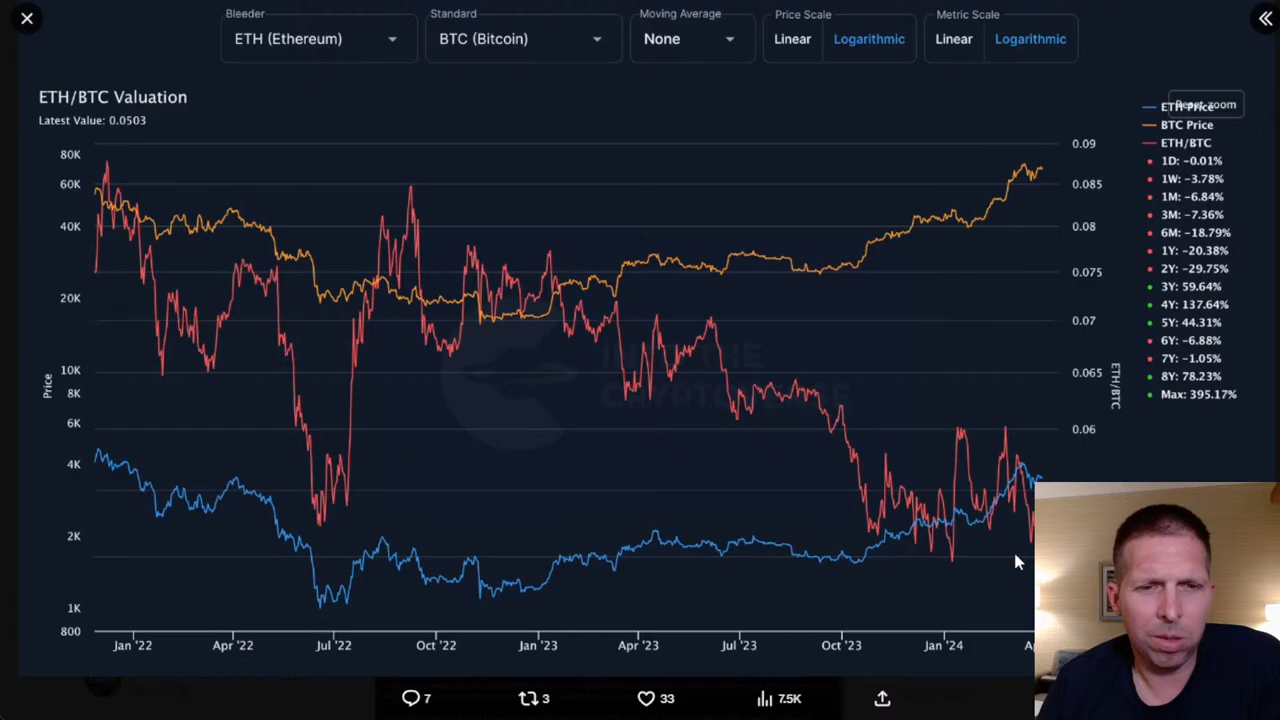 Bleeder
Standard
Moving Average
Price Scale
Metric Scale
ETH (Ethereum)
BTC (Bitcoin)
None
Linear
Logarithmic
Linear
Logarithmic
ETH/BTC Valuation
Latest Value: 0.0503
Reset zoom
ETH Price
BTC Price
ETH/BTC
1D: -0.01%
1W: -3.78%
1M: -6.84%
3M: -7.36%
6M: -18.79%
1Y: -20.38%
2Y: -29.75%
3Y: 59.64%
4Y: 137.64%
5Y: 44.31%
6Y: -6.88%
7Y: -1.05%
8Y: 78.23%
Max: 395.17%
80K
60K
40K
20K
10K
8K
6K
4K
2K
1K
800
Price
0.09
0.085
0.08
0.075
0.07
0.065
0.06
ETH/BTC
INTO THE
CRYPTOVERSE
Jan '22
Apr '22
Jul '22
Oct '22
Jan '23
Apr '23
Jul '23
Oct '23
Jan '24
7
3
33
7.5K